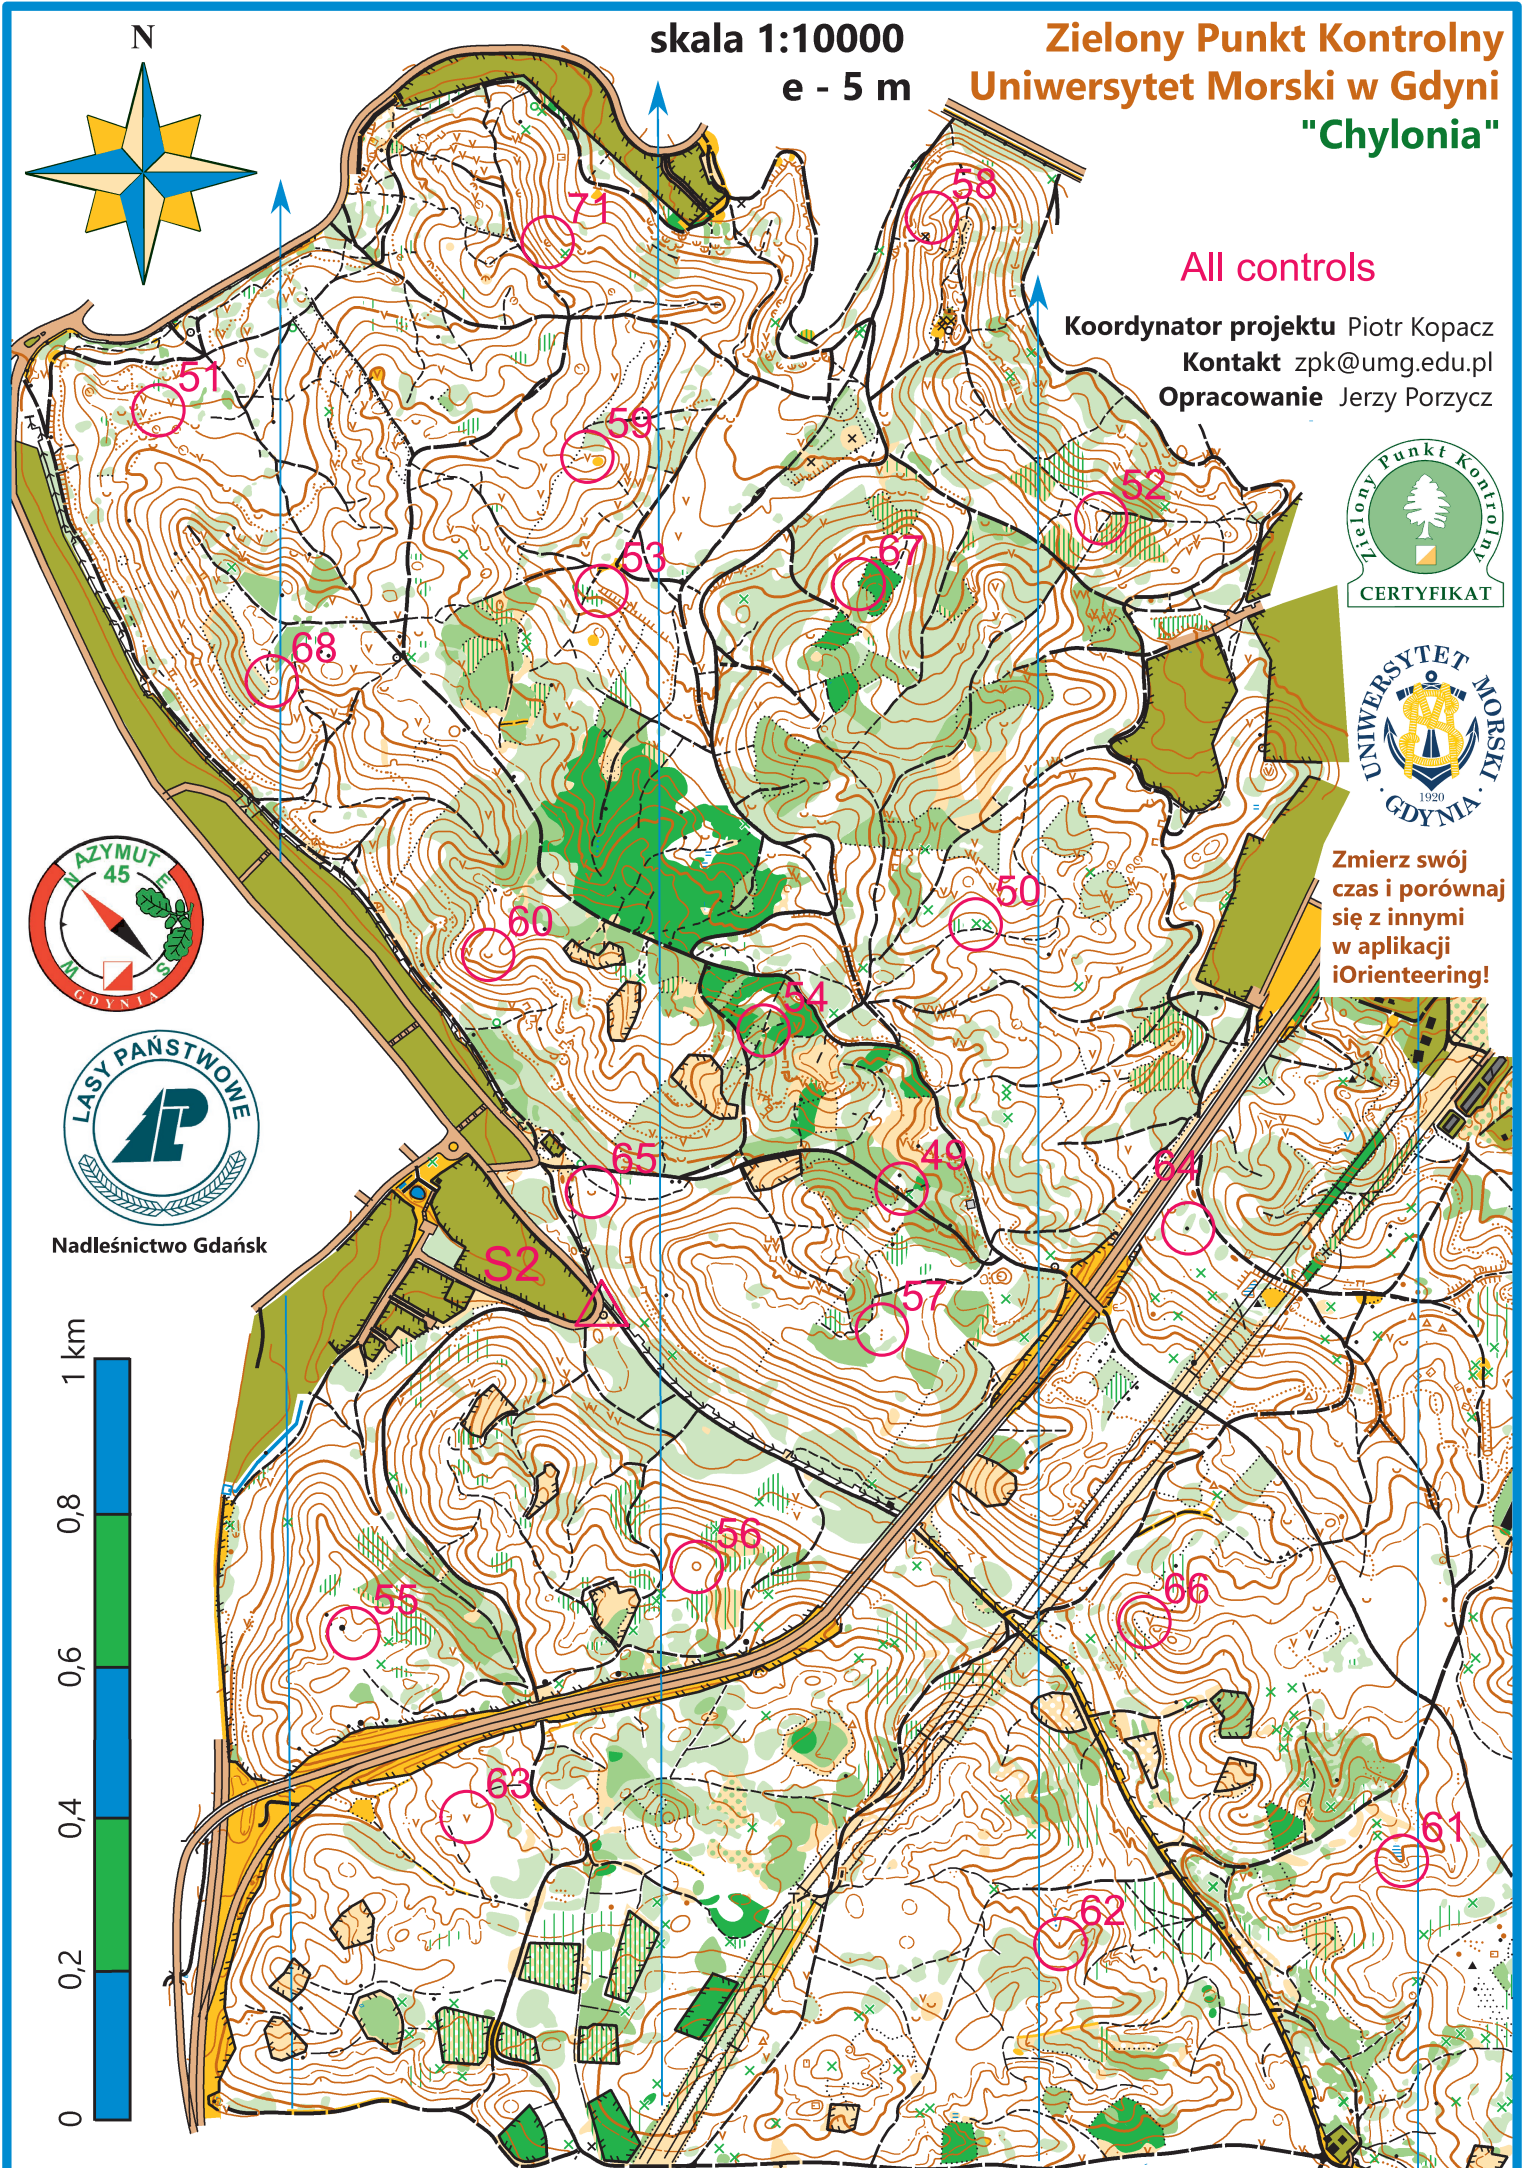 N
skala 1:10000
e - 5 m
Zielony Punkt Kontrolny
Uniwersytet Morski w Gdyni
"Chylonia"
All controls
Koordynator projektu Piotr Kopacz
Kontakt zpk@umg.edu.pl
Opracowanie Jerzy Porzycz
Zielony Punkt Kontrolny
CERTYFIKAT
UNIWERSYTET MORSKI
· GDYNIA ·
1920
Zmierz swój
czas i porównaj
się z innymi
w aplikacji
iOrienteering!
AZYMUT
45
N
E
W
S
GDYNIA
LASY PAŃSTWOWE
LP
Nadleśnictwo Gdańsk
71
58
51
59
52
53
67
68
50
60
54
65
49
64
S2
57
56
55
66
63
61
62
1 km
0,8
0,6
0,4
0,2
0